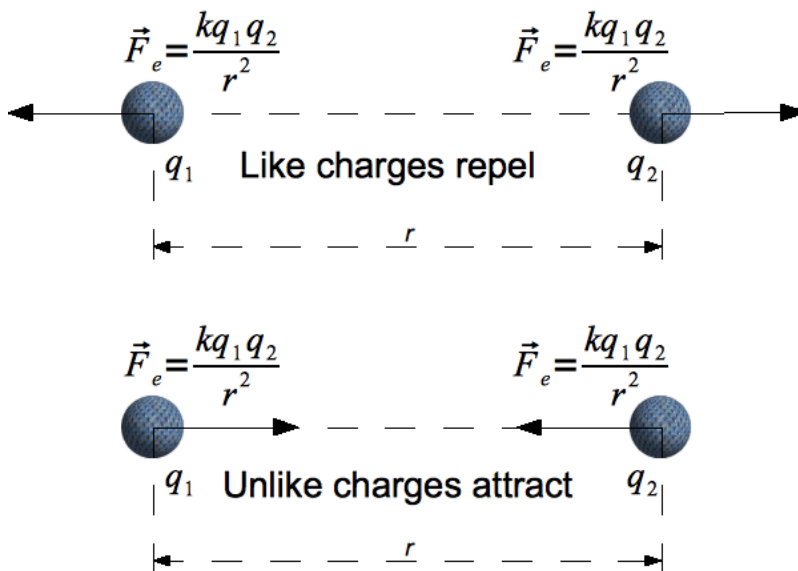 F⃗ₑ = kq₁q₂/r² F⃗ₑ = kq₁q₂/r²
q₁ Like charges repel q₂
r
F⃗ₑ = kq₁q₂/r² F⃗ₑ = kq₁q₂/r²
q₁ Unlike charges attract q₂
r